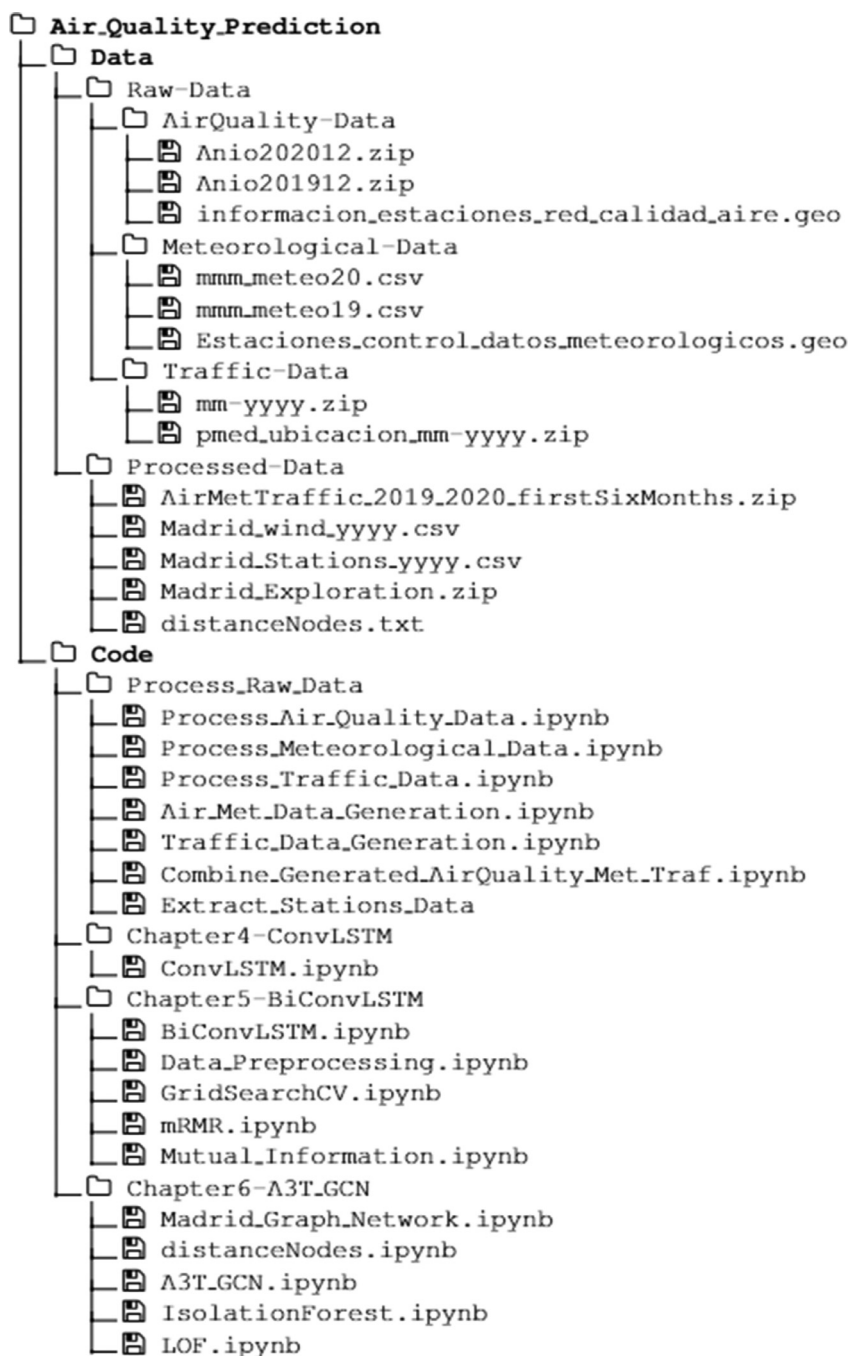 Air_Quality_Prediction
Data
Raw-Data
AirQuality-Data
Anio202012.zip
Anio201912.zip
informacion_estaciones_red_calidad_aire.geo
Meteorological-Data
mmm_meteo20.csv
mmm_meteo19.csv
Estaciones_control_datos_meteorologicos.geo
Traffic-Data
mm-yyyy.zip
pmed_ubicacion_mm-yyyy.zip
Processed-Data
AirMetTraffic_2019_2020_firstSixMonths.zip
Madrid_wind_yyyy.csv
Madrid_Stations_yyyy.csv
Madrid_Exploration.zip
distanceNodes.txt
Code
Process_Raw_Data
Process_Air_Quality_Data.ipynb
Process_Meteorological_Data.ipynb
Process_Traffic_Data.ipynb
Air_Met_Data_Generation.ipynb
Traffic_Data_Generation.ipynb
Combine_Generated_AirQuality_Met_Traf.ipynb
Extract_Stations_Data
Chapter4-ConvLSTM
ConvLSTM.ipynb
Chapter5-BiConvLSTM
BiConvLSTM.ipynb
Data_Preprocessing.ipynb
GridSearchCV.ipynb
mRMR.ipynb
Mutual_Information.ipynb
Chapter6-A3T_GCN
Madrid_Graph_Network.ipynb
distanceNodes.ipynb
A3T_GCN.ipynb
IsolationForest.ipynb
LOF.ipynb